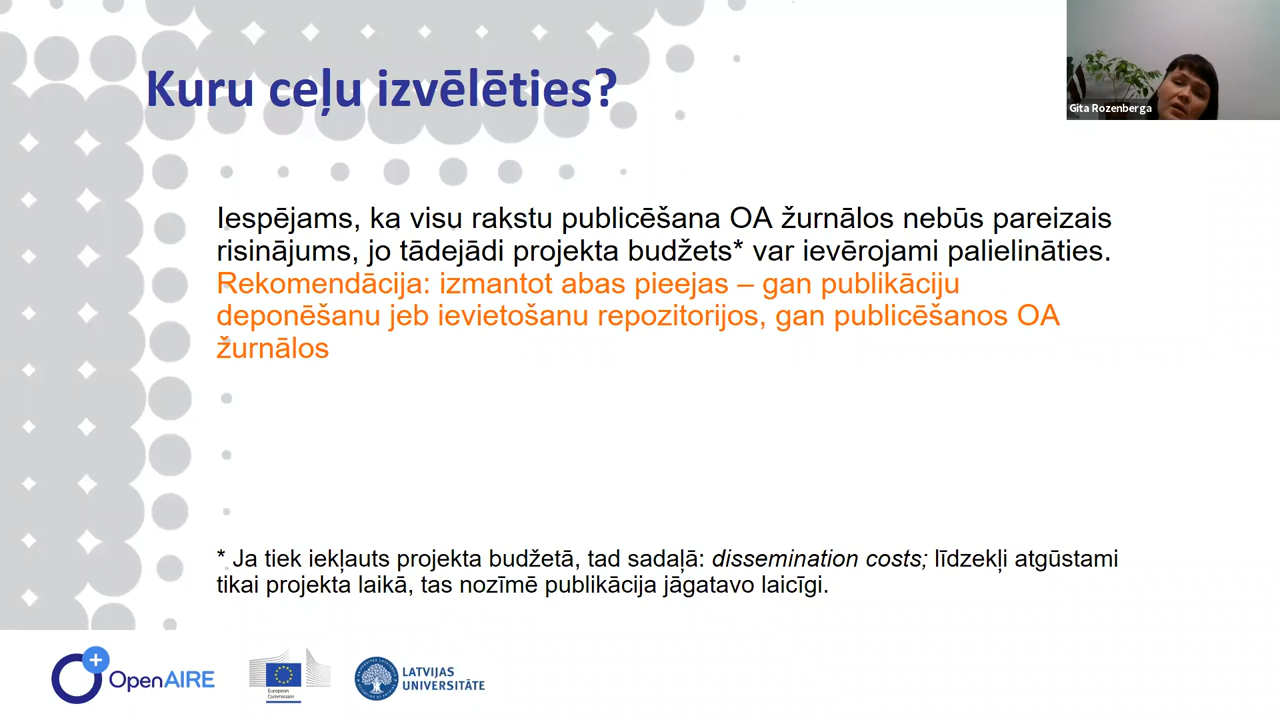 Kuru ceļu izvēlēties?
Gita Rozenberga
Iespējams, ka visu rakstu publicēšana OA žurnālos nebūs pareizais
risinājums, jo tādejādi projekta budžets* var ievērojami palielināties.
Rekomendācija: izmantot abas pieejas – gan publikāciju
deponēšanu jeb ievietošanu repozitorijos, gan publicēšanos OA
žurnālos
* Ja tiek iekļauts projekta budžetā, tad sadaļā: dissemination costs; līdzekļi atgūstami
tikai projekta laikā, tas nozīmē publikācija jāgatavo laicīgi.
OpenAIRE
European
Commission
LATVIJAS
UNIVERSITĀTE